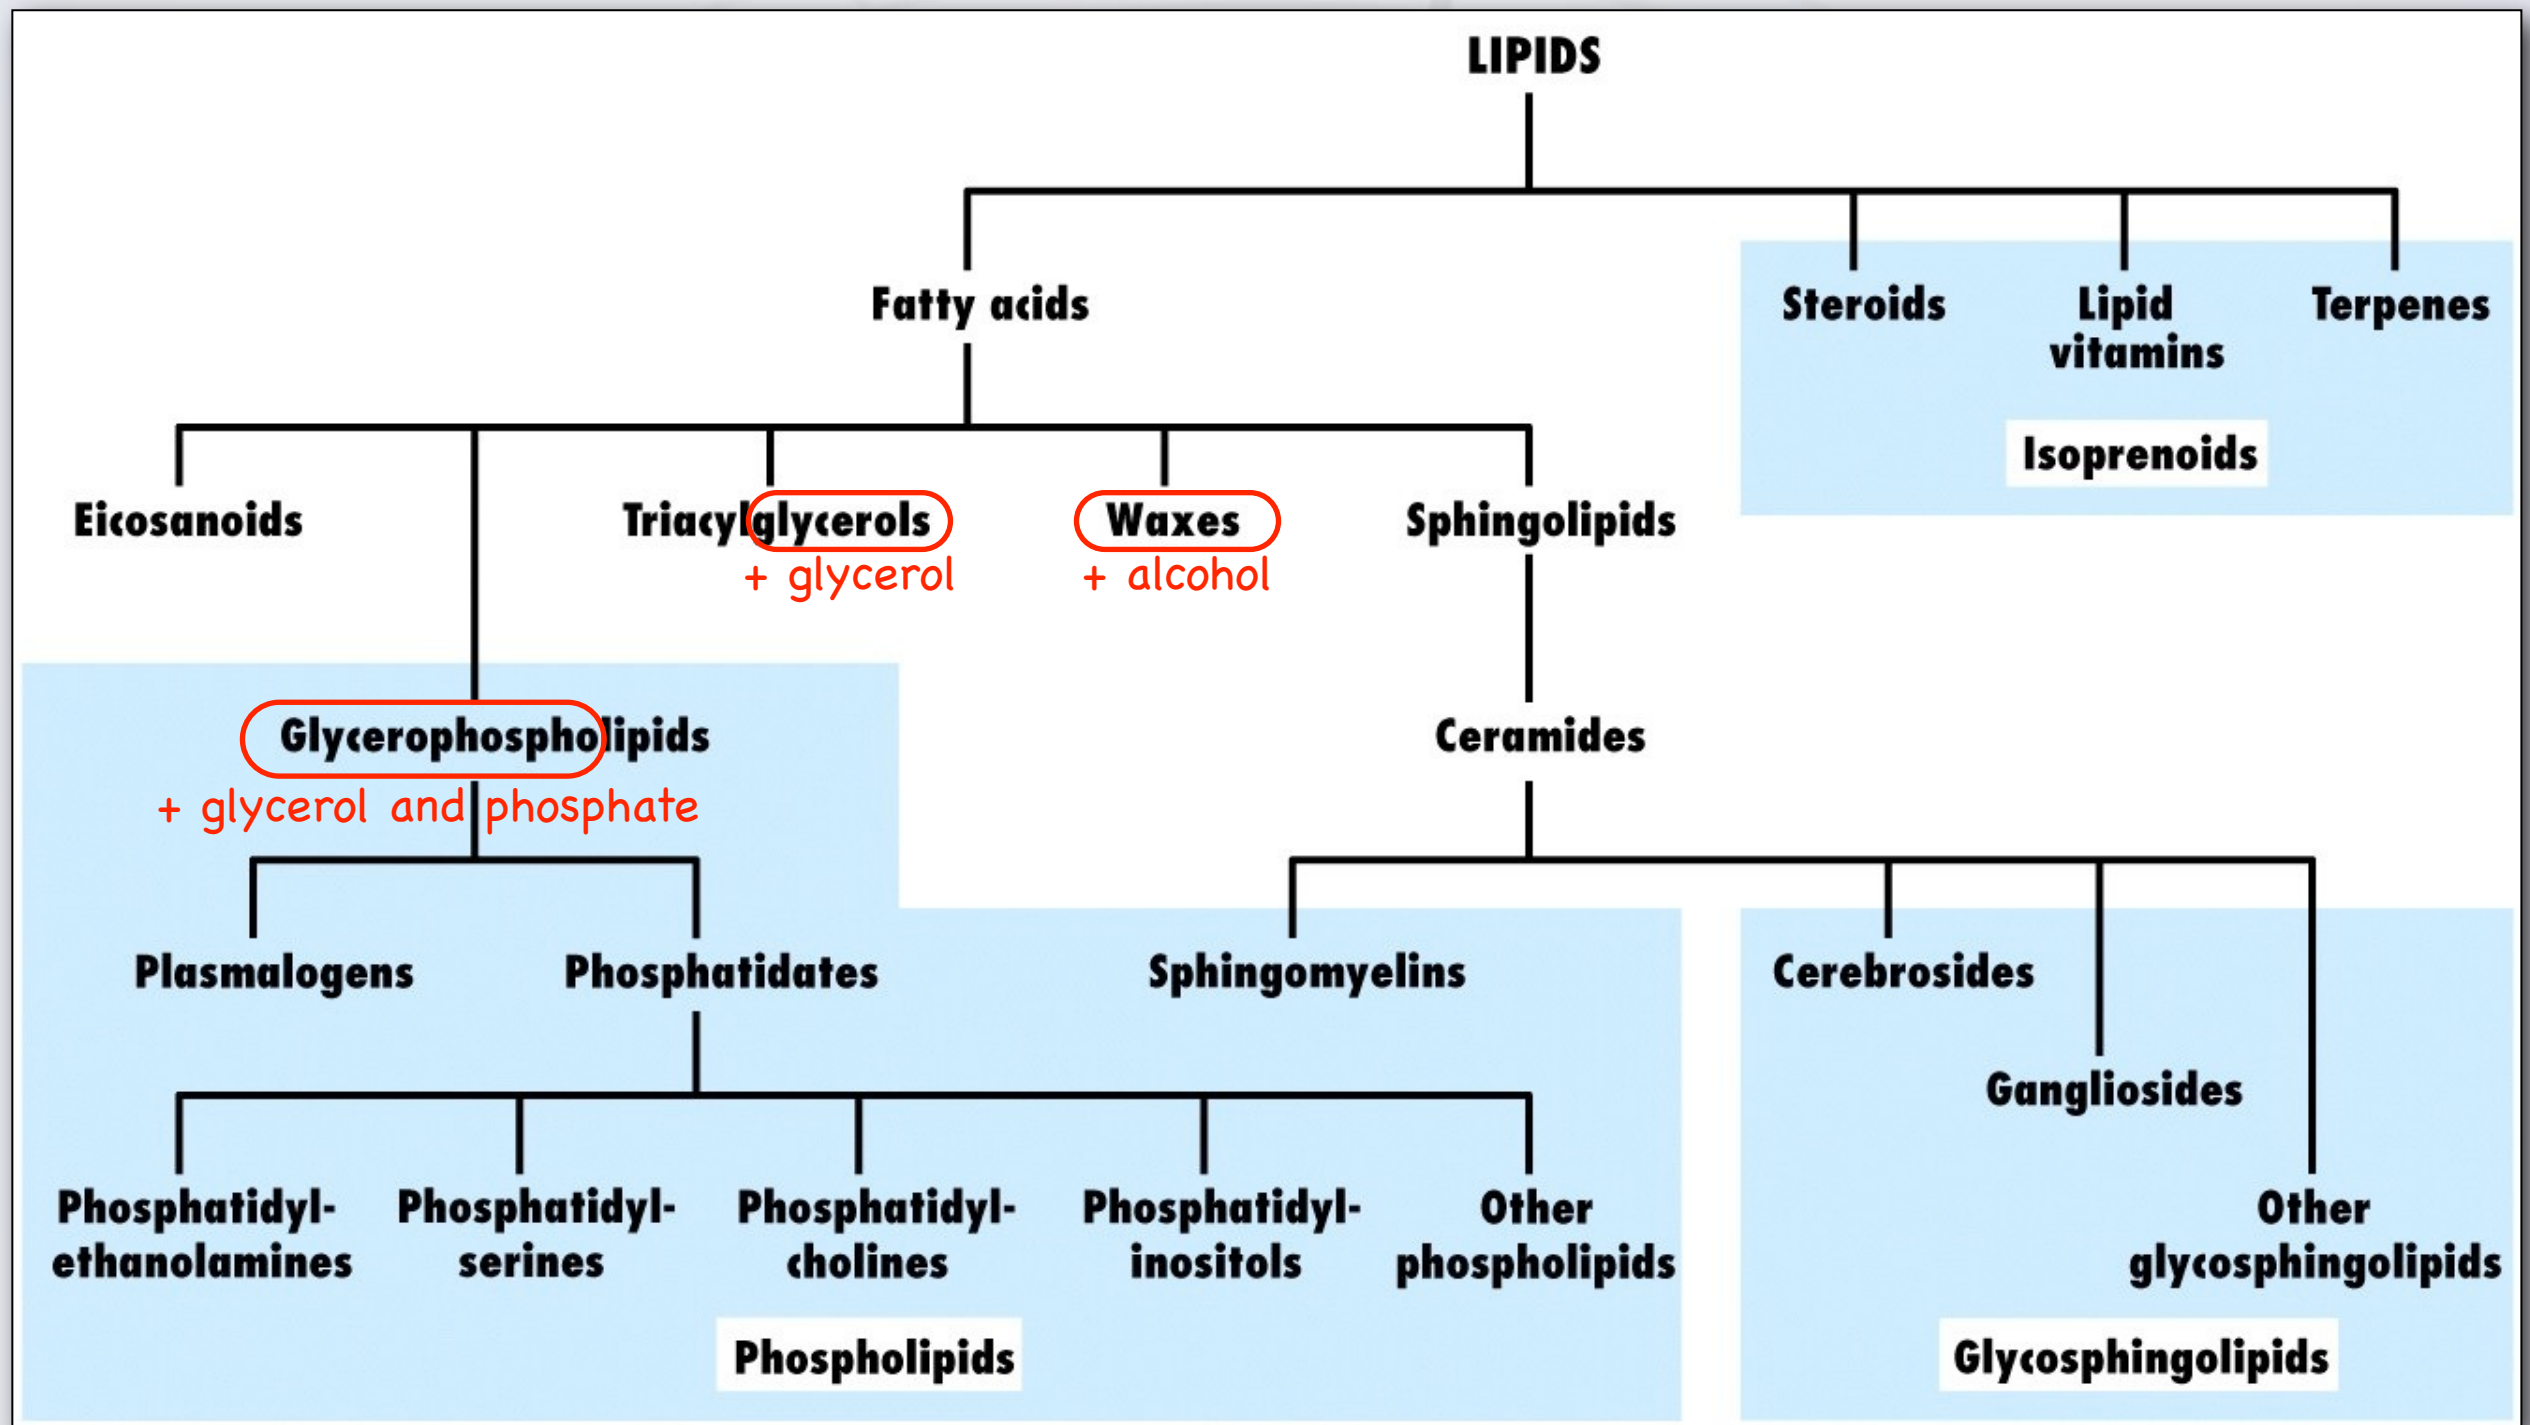 LIPIDS
Fatty acids
Steroids
Lipid
vitamins
Terpenes
Isoprenoids
Eicosanoids
Triacylglycerols
+ glycerol
Waxes
+ alcohol
Sphingolipids
Glycerophospholipids
+ glycerol and phosphate
Ceramides
Plasmalogens
Phosphatidates
Sphingomyelins
Cerebrosides
Gangliosides
Phosphatidyl-
ethanolamines
Phosphatidyl-
serines
Phosphatidyl-
cholines
Phosphatidyl-
inositols
Other
phospholipids
Other
glycosphingolipids
Phospholipids
Glycosphingolipids